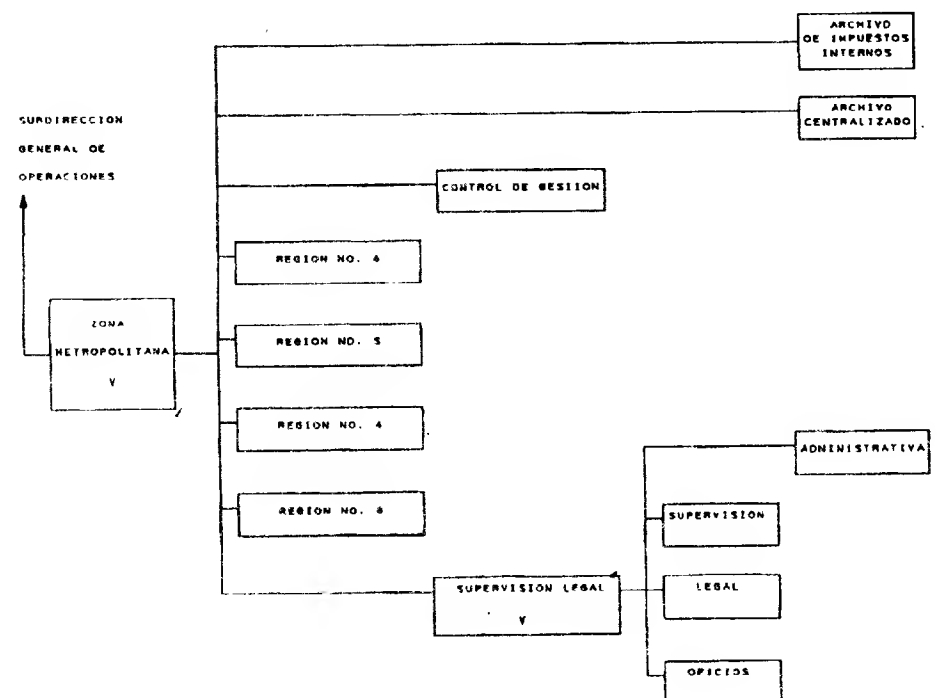 ARCHIVO
DE IMPUESTOS
INTERNOS
ARCHIVO
CENTRALIZADO
SUBDIRECCION
GENERAL DE
OPERACIONES
CONTROL DE GESTION
REGION NO. 6
ZONA
METROPOLITANA
V
REGION NO. 5
REGION NO. 4
ADMINISTRATIVA
REGION NO.
SUPERVISION
SUPERVISION LEGAL
V
LEGAL
OFICIOS